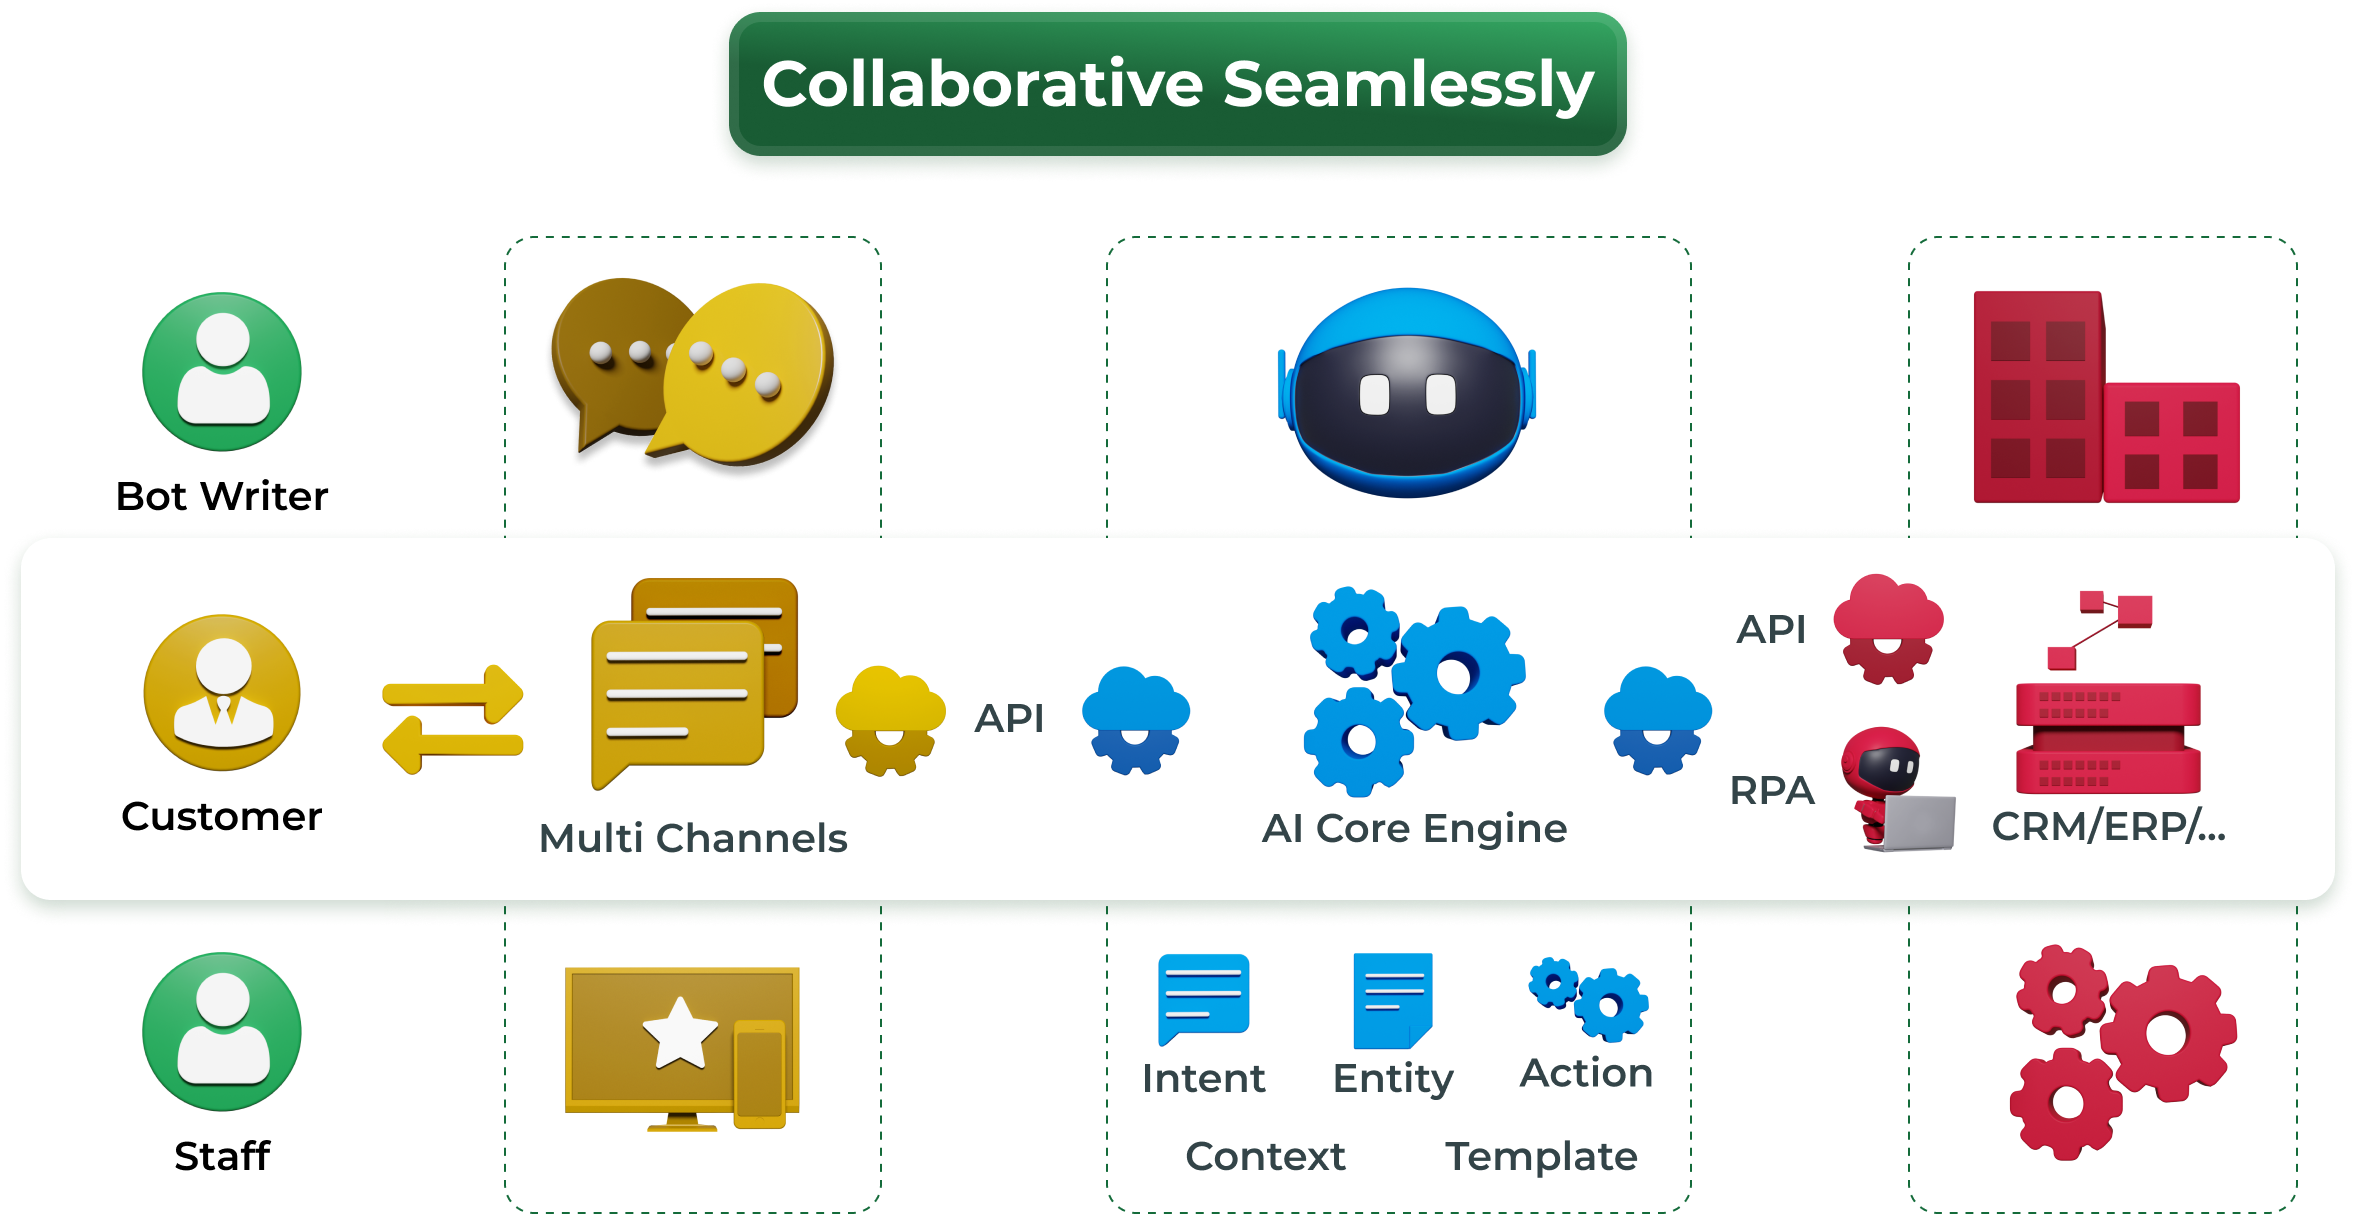 Collaborative Seamlessly
Bot Writer
Customer
Multi Channels
API
AI Core Engine
API
RPA
CRM/ERP/...
Staff
Intent
Entity
Action
Context
Template